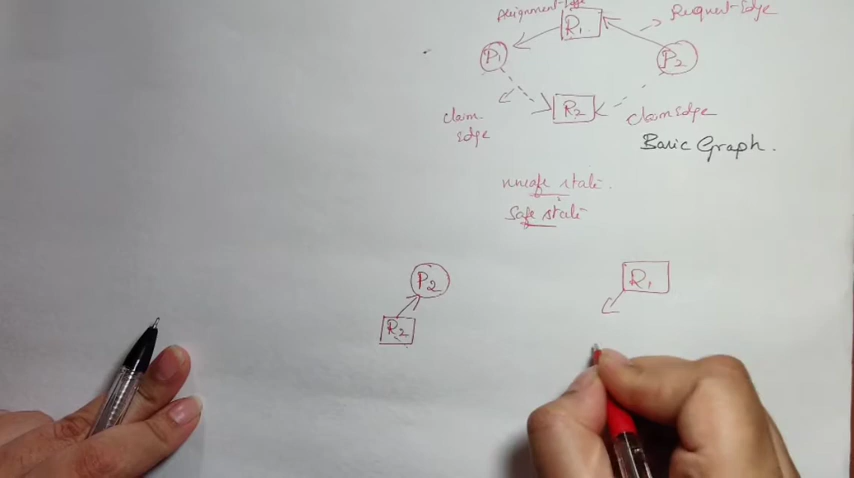 Assignment-Edge
R1.
Request-Edge
P1
P2
R2
claim
Edge
claim Edge
Basic Graph.
unsafe state.
safe state
P2
R1
R2